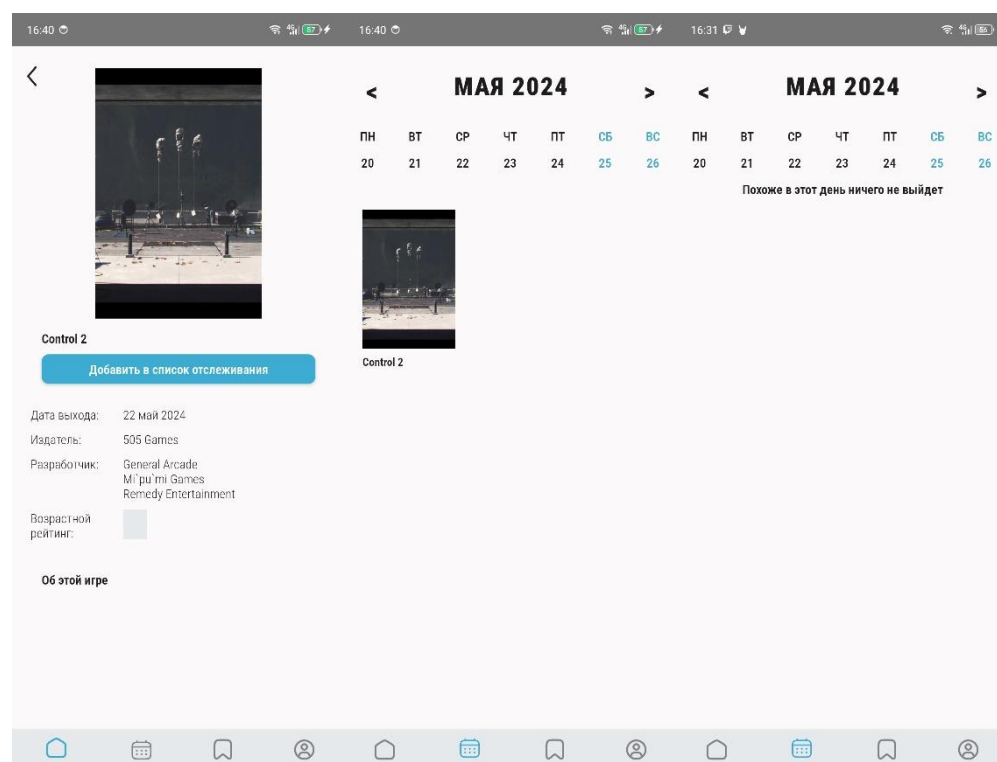 16:40
57
Control 2
Добавить в список отслеживания
Дата выхода: 22 май 2024
Издатель: 505 Games
Разработчик: General Arcade
Mi`pu`mi Games
Remedy Entertainment
Возрастной
рейтинг:
Об этой игре
16:40
57
< МАЯ 2024 >
ПН ВТ СР ЧТ ПТ СБ ВС
20 21 22 23 24 25 26
Control 2
16:31
56
< МАЯ 2024 >
ПН ВТ СР ЧТ ПТ СБ ВС
20 21 22 23 24 25 26
Похоже в этот день ничего не выйдет